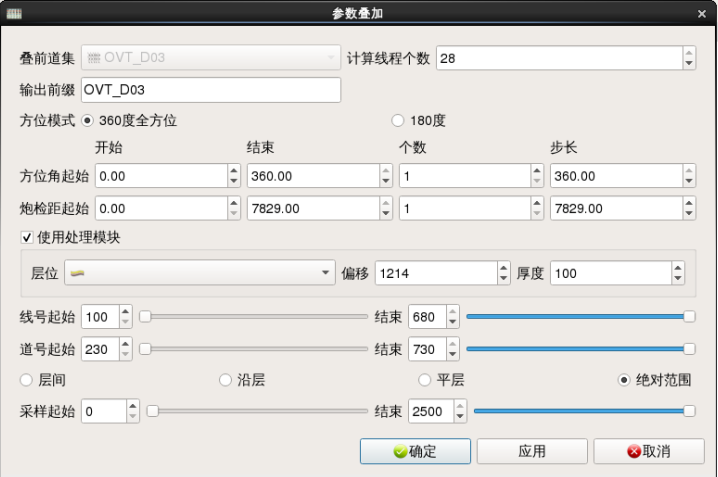 参数叠加
叠前道集 OVT_D03 计算线程个数 28
输出前缀 OVT_D03
方位模式 360度全方位 180度
开始 结束 个数 步长
方位角起始 0.00 360.00 1 360.00
炮检距起始 0.00 7829.00 1 7829.00
使用处理模块
层位 偏移 1214 厚度 100
线号起始 100 结束 680
道号起始 230 结束 730
层间 沿层 平层 绝对范围
采样起始 0 结束 2500
确定 应用 取消